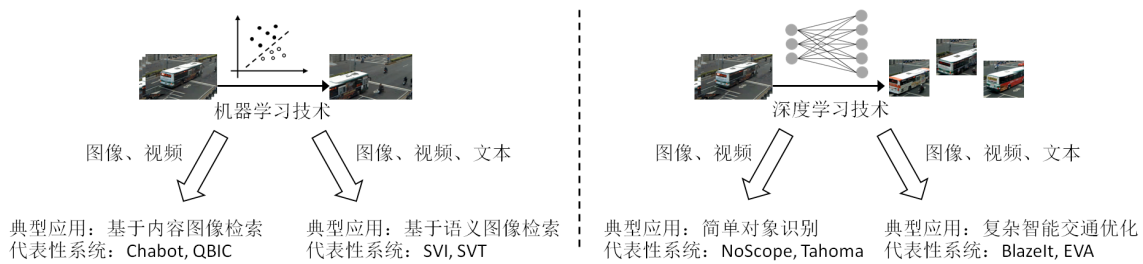 机器学习技术
图像、视频
图像、视频、文本
典型应用：基于内容图像检索
代表性系统：Chabot, QBIC
典型应用：基于语义图像检索
代表性系统：SVI, SVT
深度学习技术
图像、视频
图像、视频、文本
典型应用：简单对象识别
代表性系统：NoScope, Tahoma
典型应用：复杂智能交通优化
代表性系统：BlazeIt, EVA